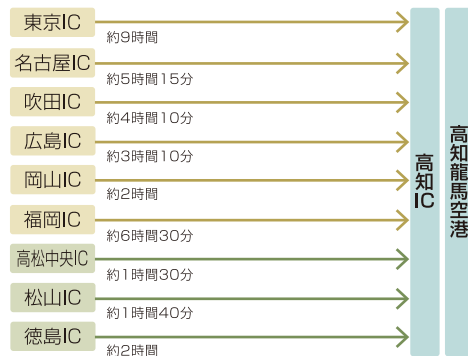 東京IC
約9時間
名古屋IC
約5時間15分
吹田IC
約4時間10分
広島IC
約3時間10分
岡山IC
約2時間
福岡IC
約6時間30分
高松中央IC
約1時間30分
松山IC
約1時間40分
徳島IC
約2時間
高知IC
高知龍馬空港